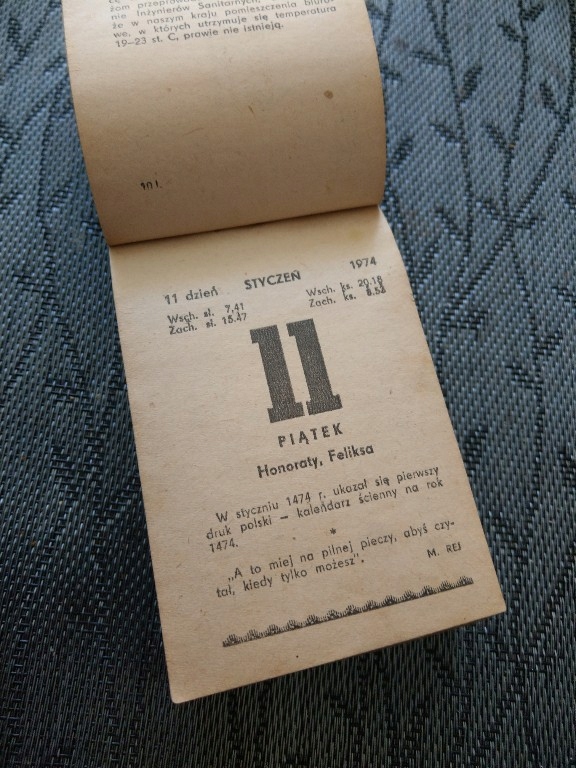 żom przeprowa
nie Inżynierów Sanitarnych,
że w naszym kraju pomieszczenia biuro-
we, w których utrzymuje się temperatura
19–23 st. C, prawie nie istnieją.
10 I.
11 dzień STYCZEŃ 1974
Wsch. sł. 7,41 Wsch. ks. 20.18
Zach. sł. 15.47 Zach. ks.
11
PIĄTEK
Honoraty, Feliksa
W styczniu 1474 r. ukazał się pierwszy
druk polski – kalendarz ścienny na rok
1474.
*
„A to miej na pilnej pieczy, abyś czy-
tał, kiedy tylko możesz".
M. REJ